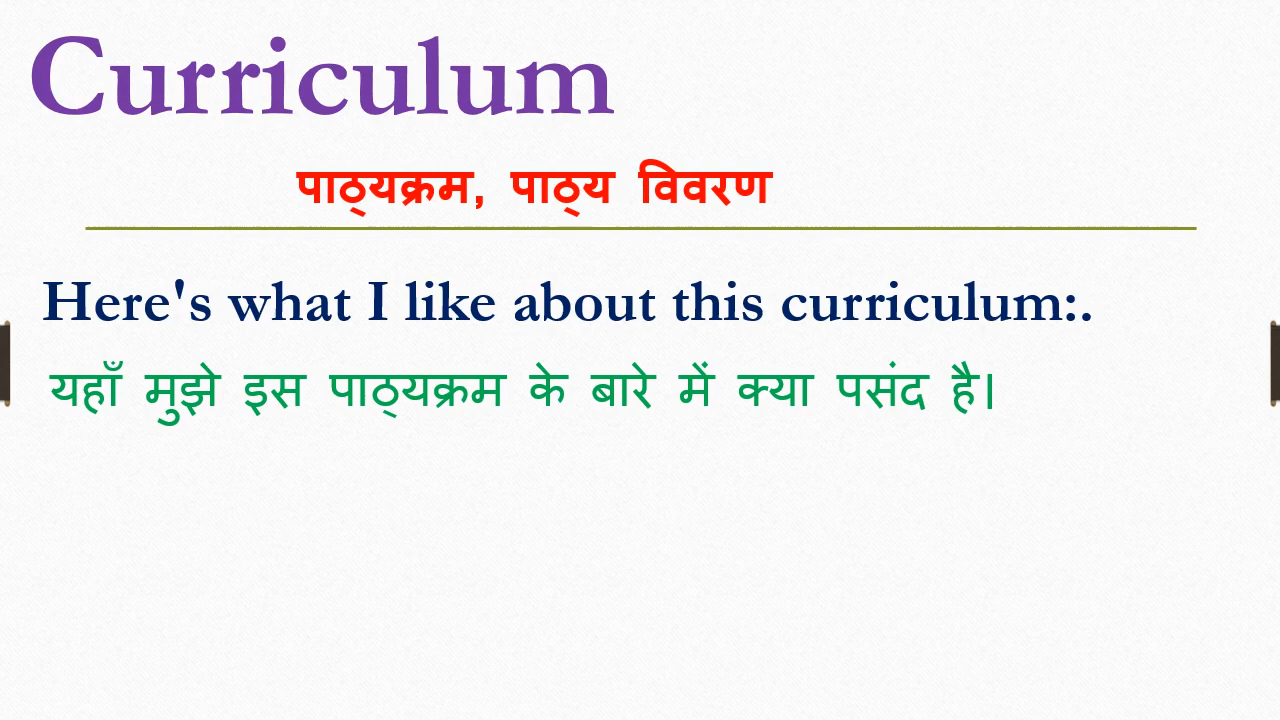 Curriculum
पाठ्यक्रम, पाठ्य विवरण
Here's what I like about this curriculum:.
यहाँ मुझे इस पाठ्यक्रम के बारे में क्या पसंद है।